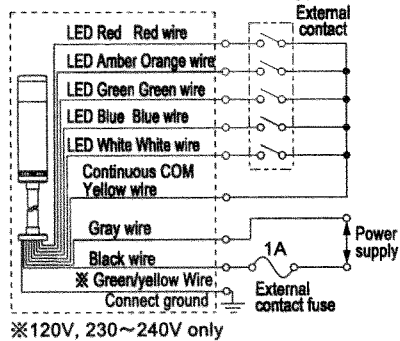 External
contact
LED Red Red wire
LED Amber Orange wire
LED Green Green wire
LED Blue Blue wire
LED White White wire
Continuous COM
Yellow wire
Gray wire
Black wire
1A
Power
supply
※ Green/yellow Wire
Connect ground
External
contact fuse
※120V, 230～240V only